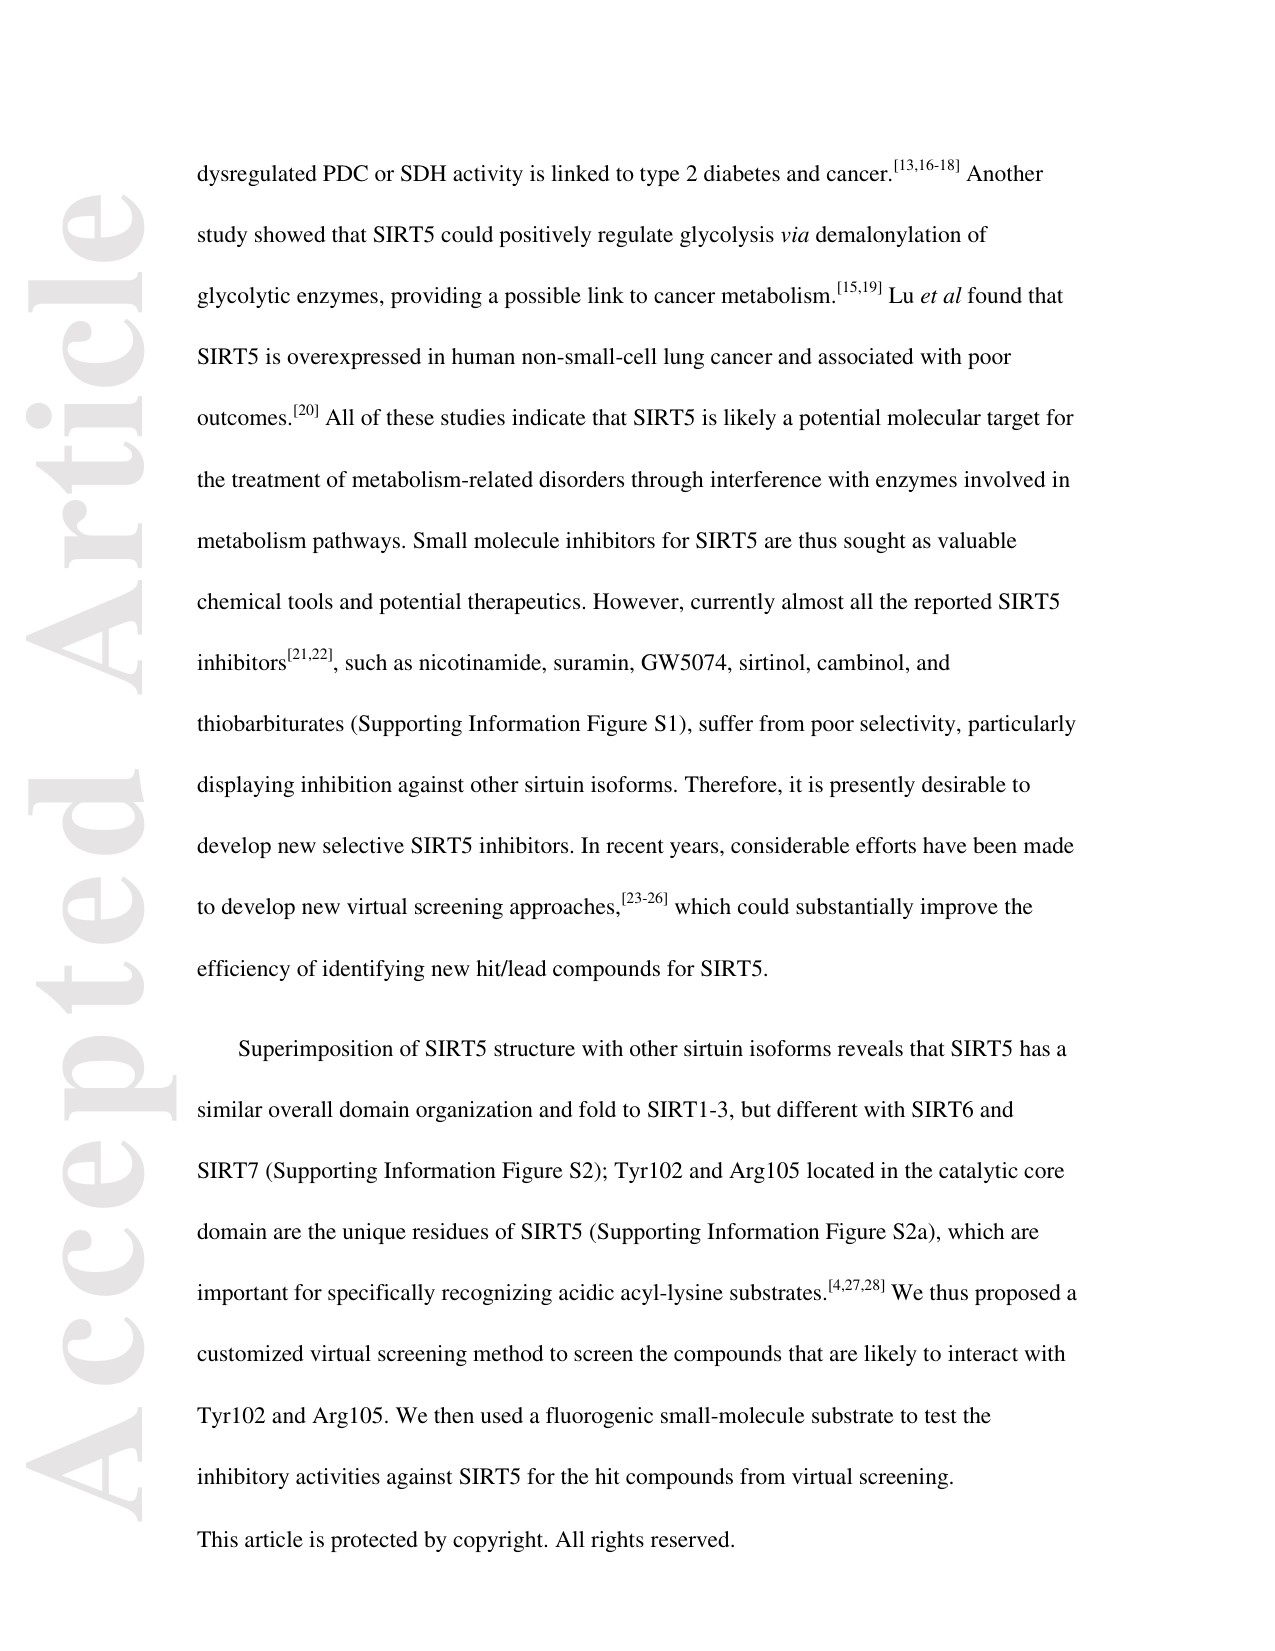 dysregulated PDC or SDH activity is linked to type 2 diabetes and cancer.[13,16-18] Another
study showed that SIRT5 could positively regulate glycolysis via demalonylation of
glycolytic enzymes, providing a possible link to cancer metabolism.[15,19] Lu et al found that
SIRT5 is overexpressed in human non-small-cell lung cancer and associated with poor
outcomes.[20] All of these studies indicate that SIRT5 is likely a potential molecular target for
the treatment of metabolism-related disorders through interference with enzymes involved in
metabolism pathways. Small molecule inhibitors for SIRT5 are thus sought as valuable
chemical tools and potential therapeutics. However, currently almost all the reported SIRT5
inhibitors[21,22], such as nicotinamide, suramin, GW5074, sirtinol, cambinol, and
thiobarbiturates (Supporting Information Figure S1), suffer from poor selectivity, particularly
displaying inhibition against other sirtuin isoforms. Therefore, it is presently desirable to
develop new selective SIRT5 inhibitors. In recent years, considerable efforts have been made
to develop new virtual screening approaches,[23-26] which could substantially improve the
efficiency of identifying new hit/lead compounds for SIRT5.
Superimposition of SIRT5 structure with other sirtuin isoforms reveals that SIRT5 has a
similar overall domain organization and fold to SIRT1-3, but different with SIRT6 and
SIRT7 (Supporting Information Figure S2); Tyr102 and Arg105 located in the catalytic core
domain are the unique residues of SIRT5 (Supporting Information Figure S2a), which are
important for specifically recognizing acidic acyl-lysine substrates.[4,27,28] We thus proposed a
customized virtual screening method to screen the compounds that are likely to interact with
Tyr102 and Arg105. We then used a fluorogenic small-molecule substrate to test the
inhibitory activities against SIRT5 for the hit compounds from virtual screening.
This article is protected by copyright. All rights reserved.
Accepted Article